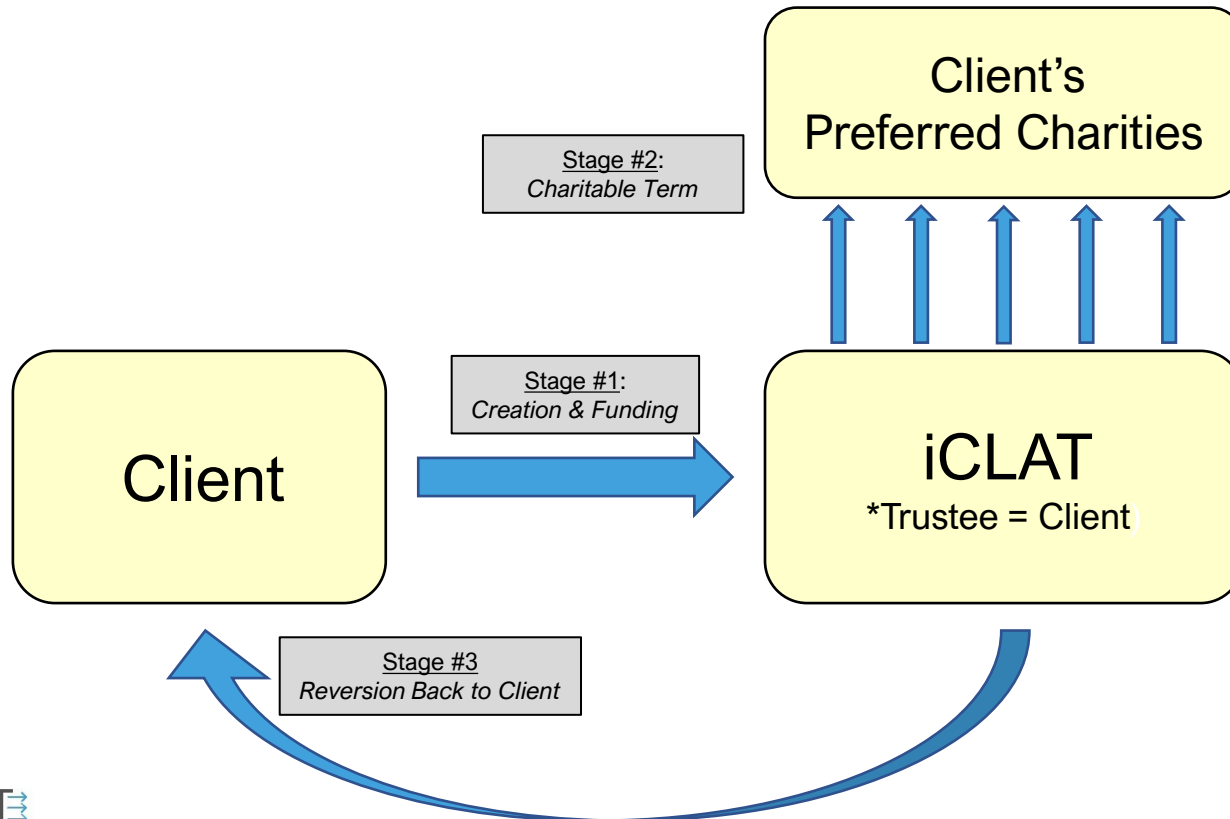 Client's
Preferred Charities
Stage #2:
Charitable Term
Stage #1:
Creation & Funding
Client
iCLAT
*Trustee = Client)
Stage #3
Reversion Back to Client